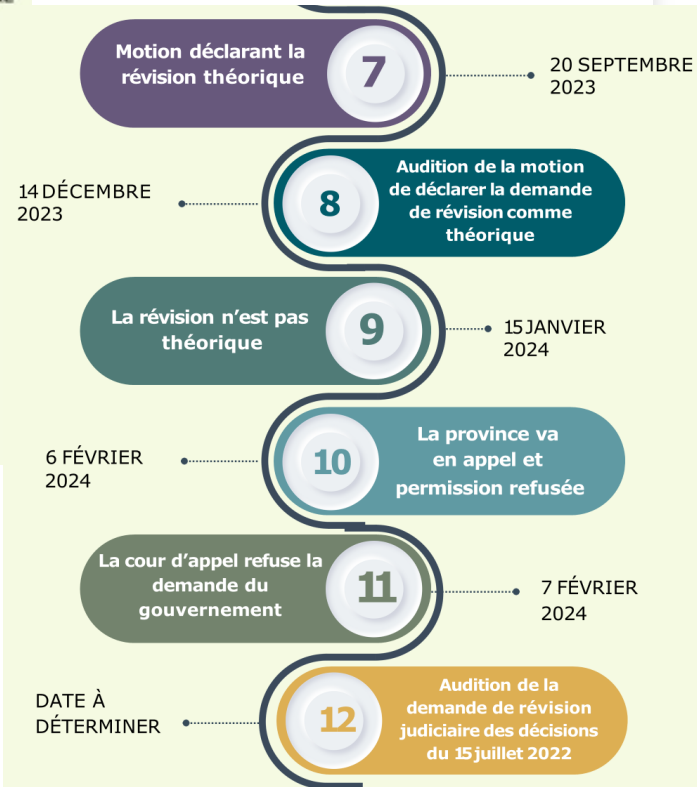 Motion déclarant la
révision théorique
7
20 SEPTEMBRE
2023
14 DÉCEMBRE
2023
8
Audition de la motion
de déclarer la demande
de révision comme
théorique
La révision n'est pas
théorique
9
15 JANVIER
2024
6 FÉVRIER
2024
10
La province va
en appel et
permission refusée
La cour d'appel refuse la
demande du
gouvernement
11
7 FÉVRIER
2024
DATE À
DÉTERMINER
12
Audition de la
demande de révision
judiciaire des décisions
du 15 juillet 2022